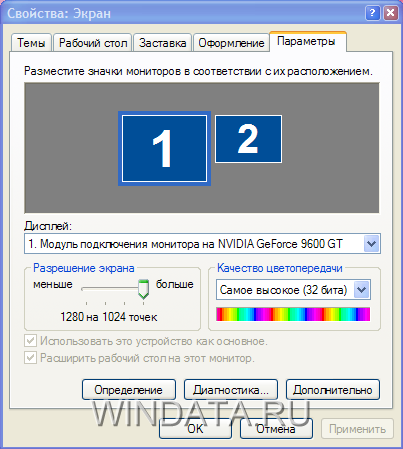 Свойства: Экран
Темы Рабочий стол Заставка Оформление Параметры
Разместите значки мониторов в соответствии с их расположением.
1 2
Дисплей:
1. Модуль подключения монитора на NVIDIA GeForce 9600 GT
Разрешение экрана Качество цветопередачи
меньше больше Самое высокое (32 бита)
1280 на 1024 точек
Использовать это устройство как основное.
Расширить рабочий стол на этот монитор.
Определение Диагностика... Дополнительно
WINDATA.RU
OK Отмена Применить